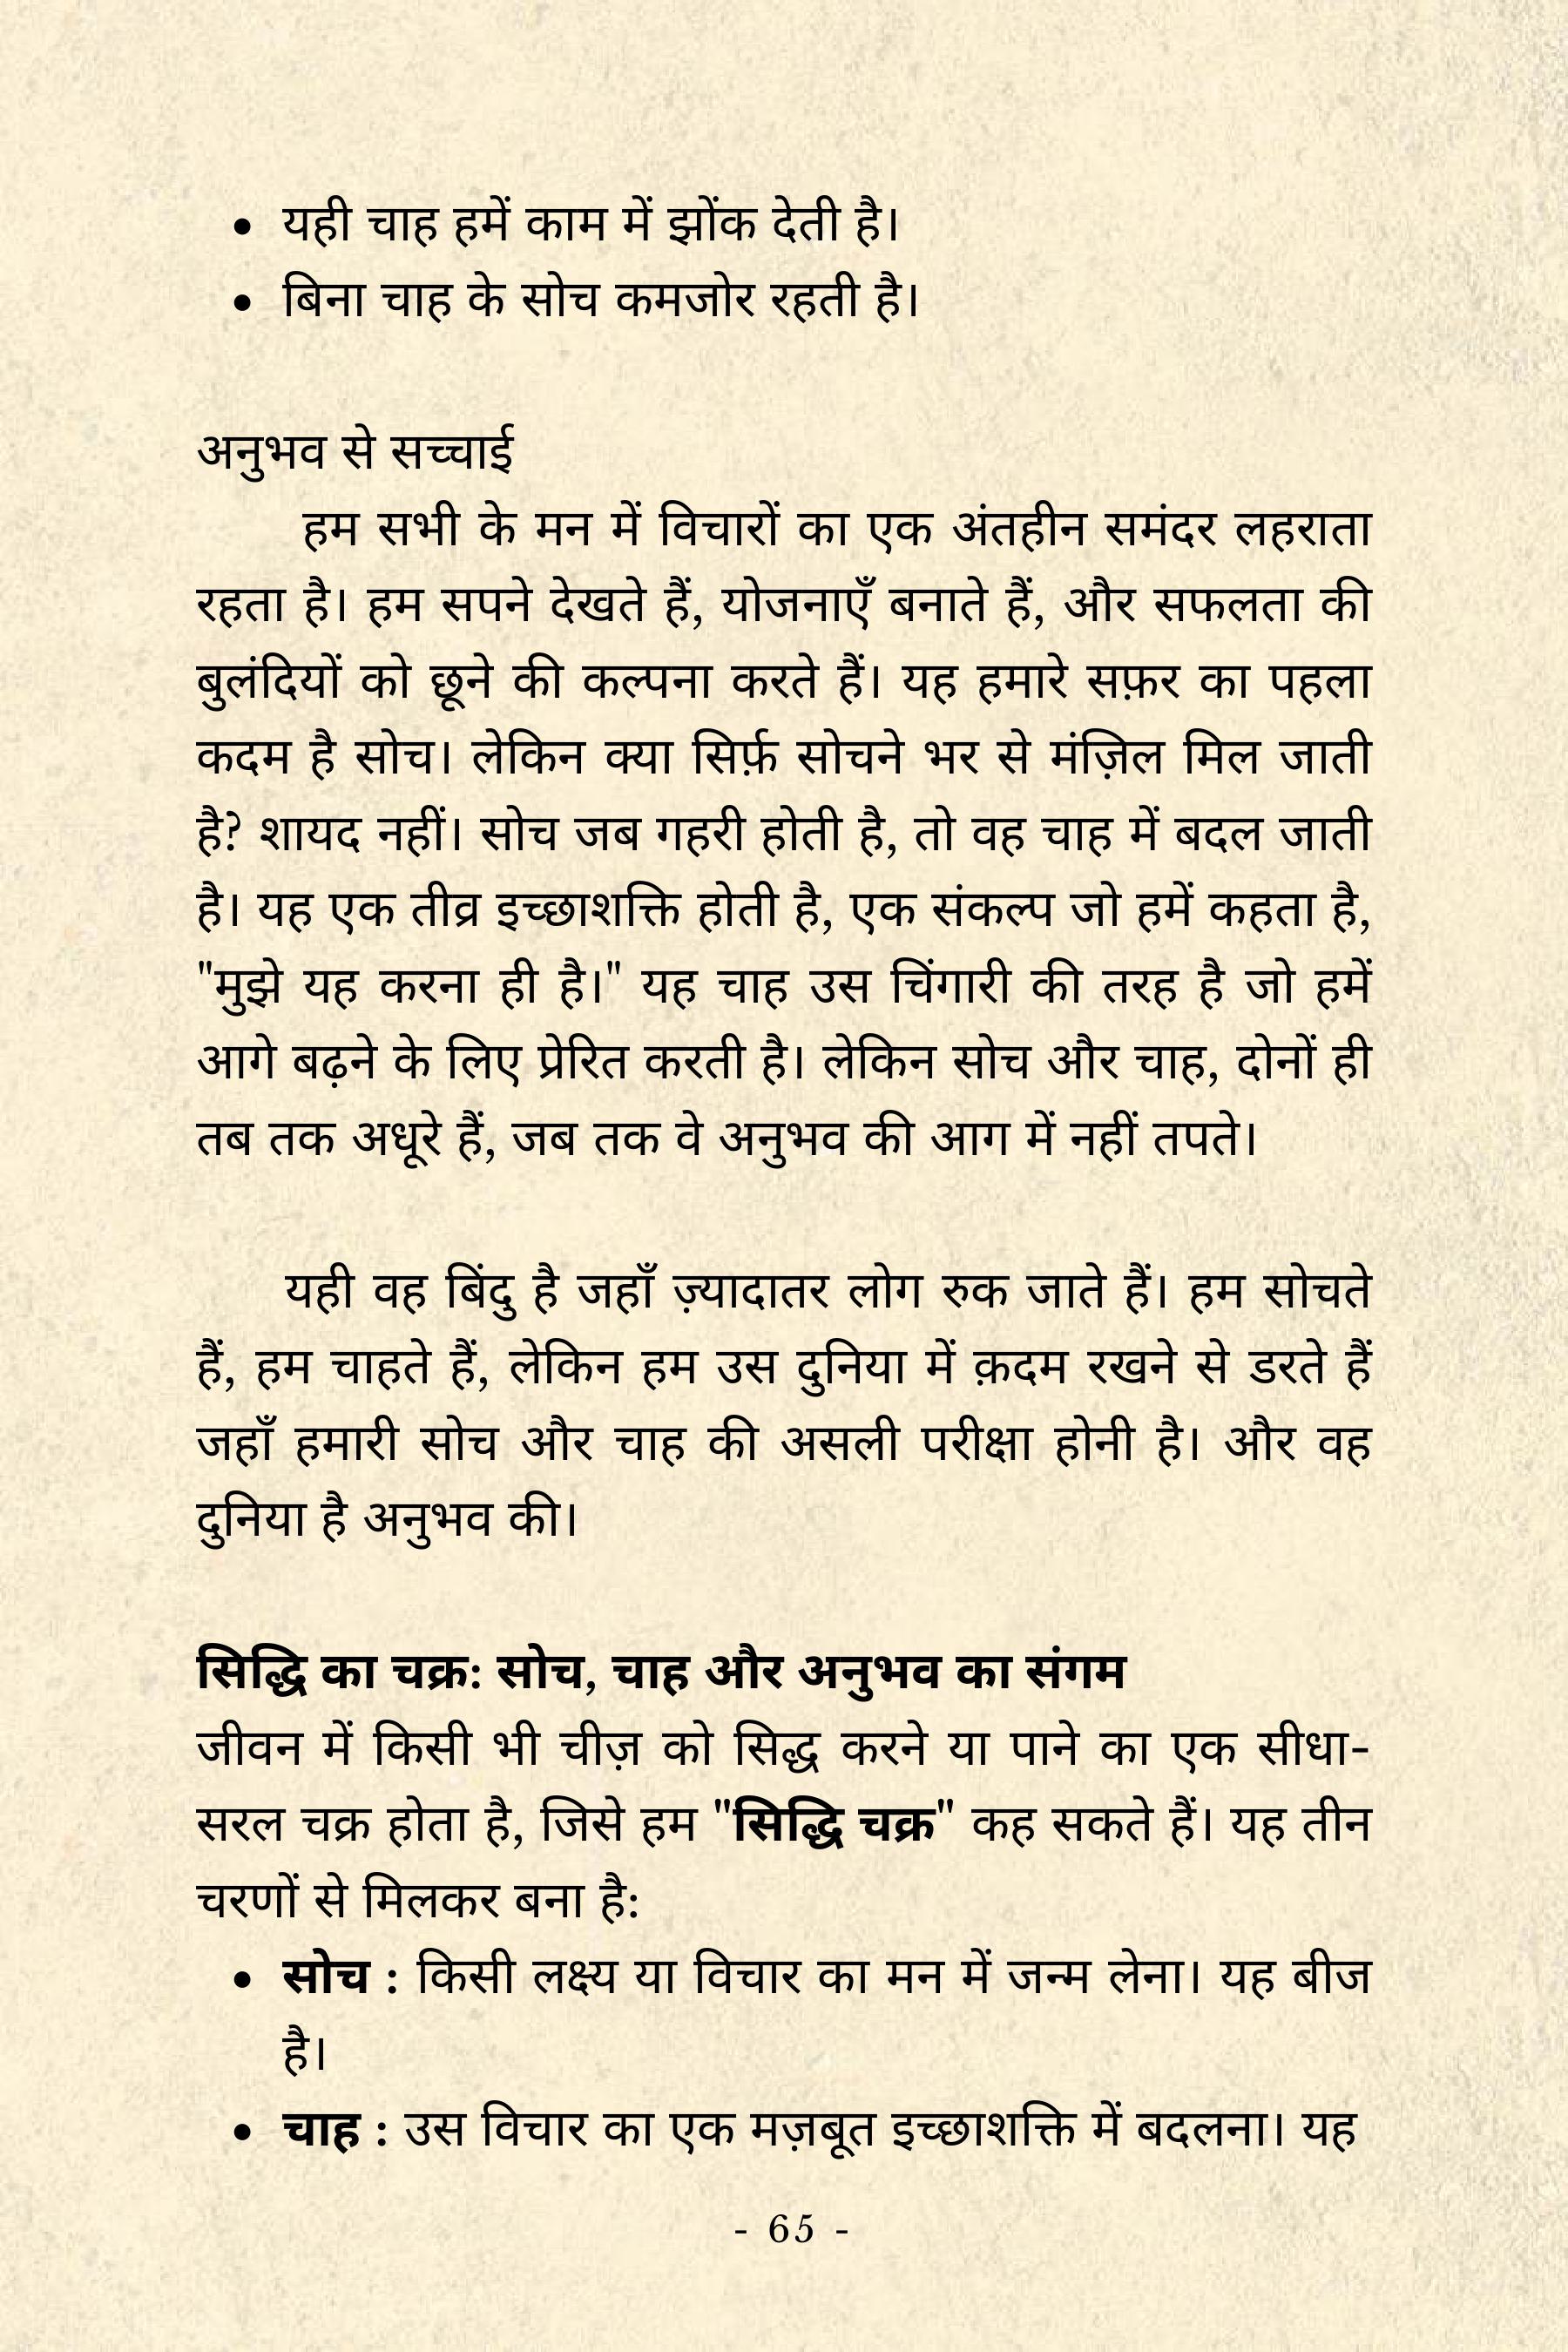 • यही चाह हमें काम में झोंक देती है।
• बिना चाह के सोच कमजोर रहती है।
अनुभव से सच्चाई
हम सभी के मन में विचारों का एक अंतहीन समंदर लहराता
रहता है। हम सपने देखते हैं, योजनाएँ बनाते हैं, और सफलता की
बुलंदियों को छूने की कल्पना करते हैं। यह हमारे सफ़र का पहला
कदम है सोच। लेकिन क्या सिर्फ़ सोचने भर से मंज़िल मिल जाती
है? शायद नहीं। सोच जब गहरी होती है, तो वह चाह में बदल जाती
है। यह एक तीव्र इच्छाशक्ति होती है, एक संकल्प जो हमें कहता है,
"मुझे यह करना ही है।" यह चाह उस चिंगारी की तरह है जो हमें
आगे बढ़ने के लिए प्रेरित करती है। लेकिन सोच और चाह, दोनों ही
तब तक अधूरे हैं, जब तक वे अनुभव की आग में नहीं तपते।
यही वह बिंदु है जहाँ ज़्यादातर लोग रुक जाते हैं। हम सोचते
हैं, हम चाहते हैं, लेकिन हम उस दुनिया में क़दम रखने से डरते हैं
जहाँ हमारी सोच और चाह की असली परीक्षा होनी है। और वह
दुनिया है अनुभव की।
सिद्धि का चक्र: सोच, चाह और अनुभव का संगम
जीवन में किसी भी चीज़ को सिद्ध करने या पाने का एक सीधा-
सरल चक्र होता है, जिसे हम "सिद्धि चक्र" कह सकते हैं। यह तीन
चरणों से मिलकर बना है:
• सोच : किसी लक्ष्य या विचार का मन में जन्म लेना। यह बीज
है।
• चाह : उस विचार का एक मज़बूत इच्छाशक्ति में बदलना। यह
- 65 -